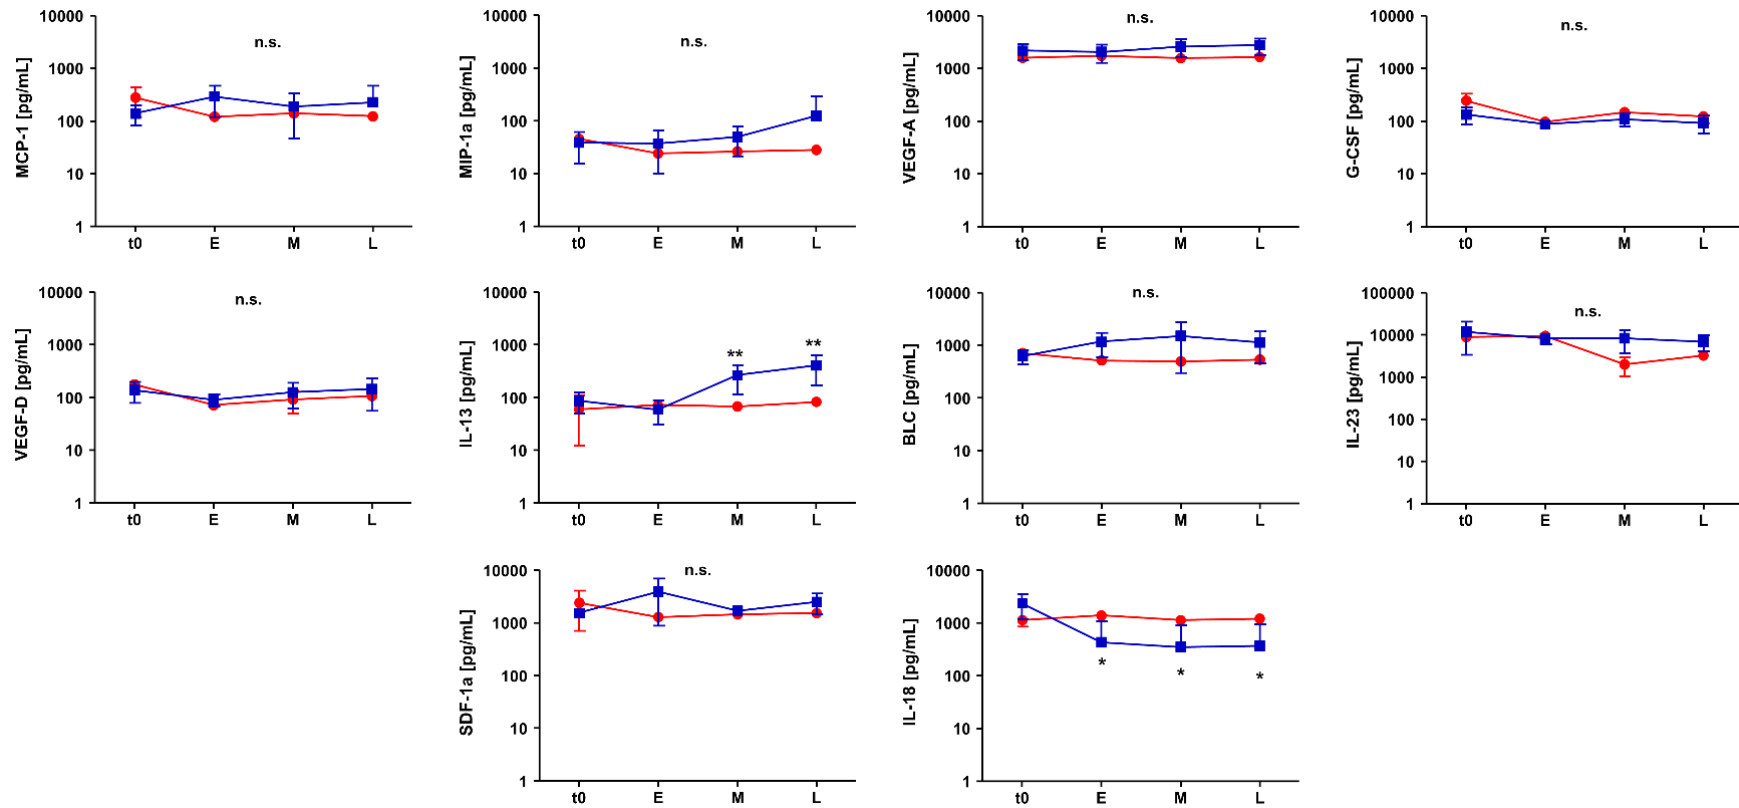 MCP-1 [pg/mL]
10000
1000
100
10
1
n.s.
t0 E M L
MIP-1a [pg/mL]
10000
1000
100
10
1
n.s.
t0 E M L
VEGF-A [pg/mL]
10000
1000
100
10
1
n.s.
t0 E M L
G-CSF [pg/mL]
10000
1000
100
10
1
n.s.
t0 E M L
VEGF-D [pg/mL]
10000
1000
100
10
1
n.s.
t0 E M L
IL-13 [pg/mL]
10000
1000
100
10
1
** **
t0 E M L
BLC [pg/mL]
10000
1000
100
10
1
n.s.
t0 E M L
IL-23 [pg/mL]
100000
10000
1000
100
10
1
n.s.
t0 E M L
SDF-1a [pg/mL]
10000
1000
100
10
1
n.s.
t0 E M L
IL-18 [pg/mL]
10000
1000
100
10
1
* * *
t0 E M L